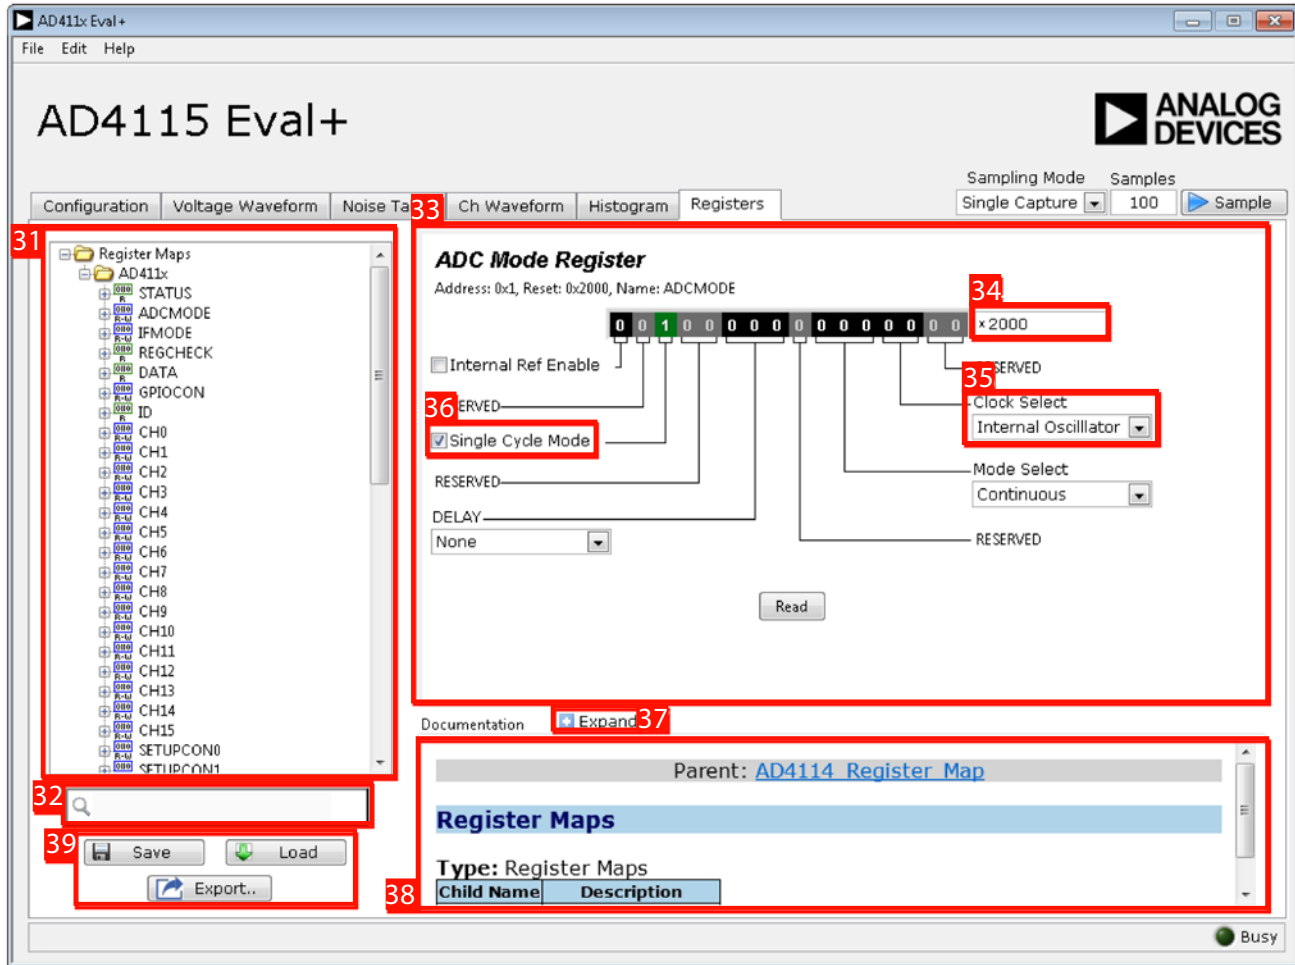 AD411x Eval+
File Edit Help
AD4115 Eval+
ANALOG
DEVICES
Sampling Mode Samples
Single Capture 100 Sample
Configuration Voltage Waveform Noise Ta Ch Waveform Histogram Registers
31
33
Register Maps
AD411x
STATUS
ADCMODE
IFMODE
REGCHECK
DATA
GPIOCON
ID
CH0
CH1
CH2
CH3
CH4
CH5
CH6
CH7
CH8
CH9
CH10
CH11
CH12
CH13
CH14
CH15
SETUPCON0
SETUPCON1
32
39
Save Load
Export..
ADC Mode Register
Address: 0x1, Reset: 0x2000, Name: ADCMODE
34
0 0 1 0 0 0 0 0 0 0 0 0 0 0 0 0 x 2000
Internal Ref Enable
RESERVED
35
36
ERVED
Clock Select
Internal Oscilllator
Single Cycle Mode
Mode Select
Continuous
RESERVED
DELAY
None
RESERVED
Read
Documentation Expand 37
Parent: AD4114 Register Map
Register Maps
Type: Register Maps
38
Child Name Description
Busy